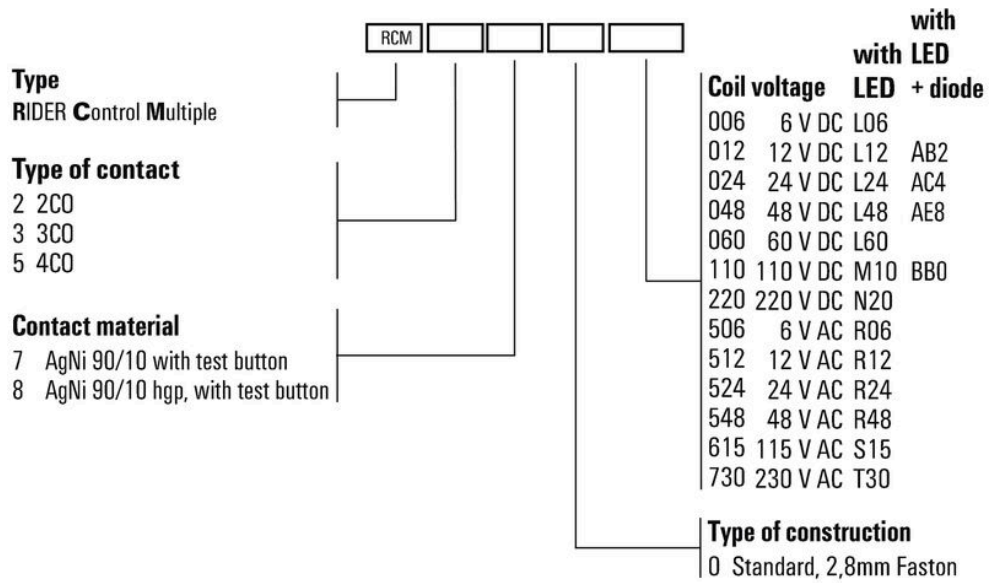 RCM
Type
RIDER Control Multiple
Type of contact
2 2CO
3 3CO
5 4CO
Contact material
7 AgNi 90/10 with test button
8 AgNi 90/10 hgp, with test button
with
with LED
Coil voltage LED + diode
006 6 V DC L06
012 12 V DC L12 AB2
024 24 V DC L24 AC4
048 48 V DC L48 AE8
060 60 V DC L60
110 110 V DC M10 BB0
220 220 V DC N20
506 6 V AC R06
512 12 V AC R12
524 24 V AC R24
548 48 V AC R48
615 115 V AC S15
730 230 V AC T30
Type of construction
0 Standard, 2,8mm Faston